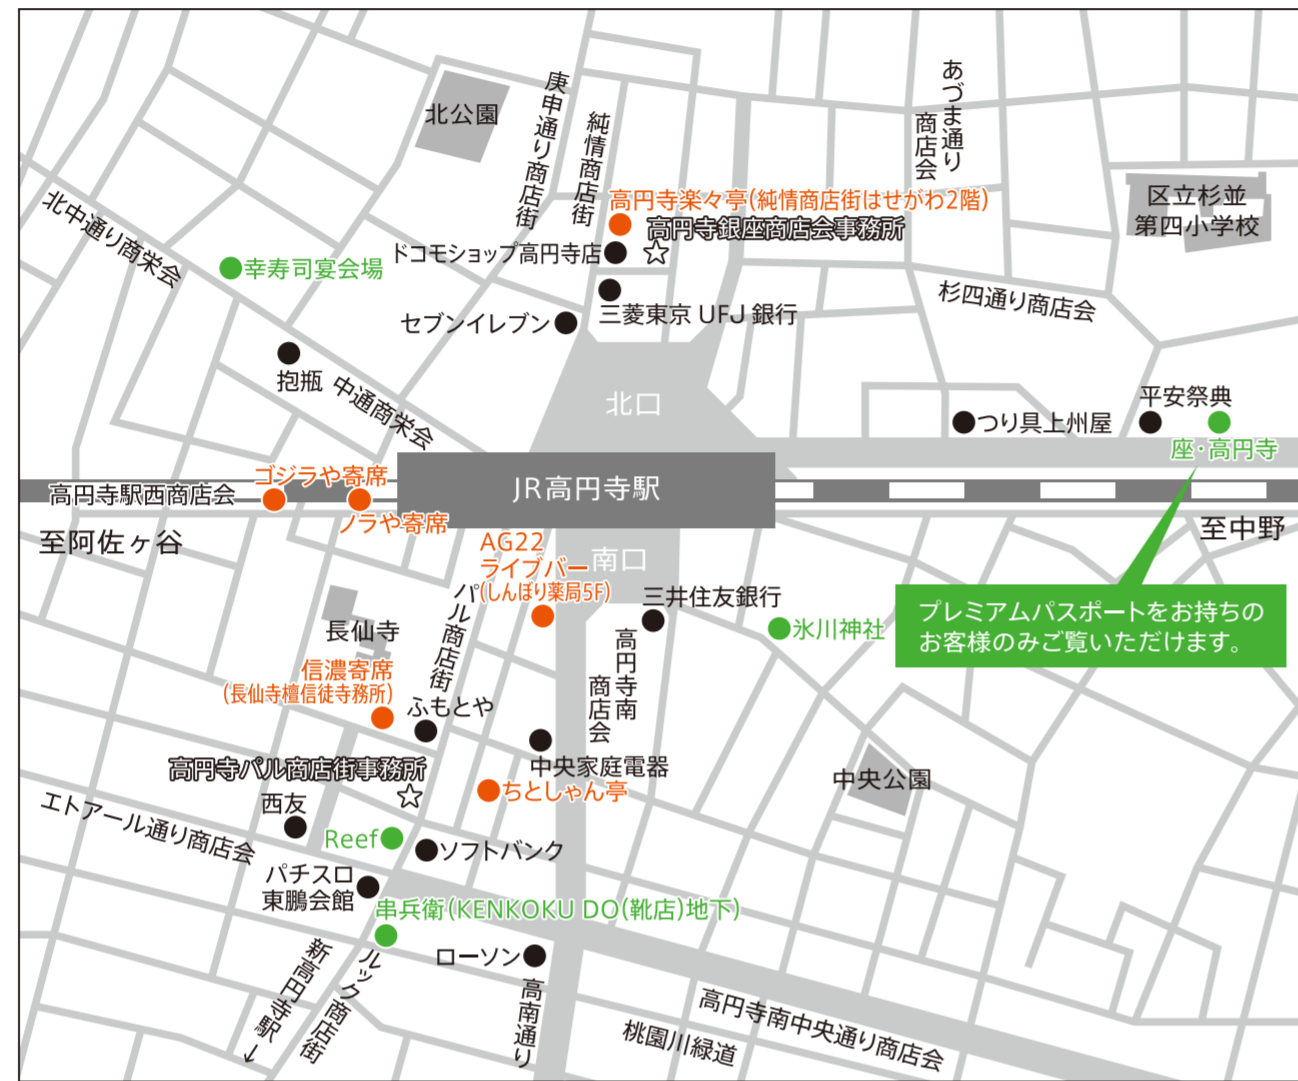 北公園
庚申通り商店街
純情商店街
あづま通り
商店会
区立杉並
第四小学校
高円寺楽々亭(純情商店街はせがわ2階)
高円寺銀座商店会事務所
ドコモショップ高円寺店
北中通り商栄会
幸寿司宴会場
杉四通り商店会
三菱東京 UFJ 銀行
セブンイレブン
抱瓶
中通商栄会
北口
平安祭典
つり具上州屋
座・高円寺
ゴジラや寄席
高円寺駅西商店会
JR高円寺駅
ノラや寄席
至阿佐ヶ谷
至中野
AG22
ライブバー
(しんぼり薬局5F)
南口
パル商店街
三井住友銀行
氷川神社
プレミアムパスポートをお持ちの
お客様のみご覧いただけます。
長仙寺
高円寺南
商店会
信濃寄席
(長仙寺檀信徒寺務所)
ふもとや
高円寺パル商店街事務所
中央家庭電器
ちとしゃん亭
中央公園
西友
エトアール通り商店会
Reef
ソフトバンク
パチスロ
東鵬会館
串兵衛(KENKOKU DO(靴店)地下)
ローソン
新高円寺駅↓
ルック商店街
高南通り
高円寺南中央通り商店会
桃園川緑道